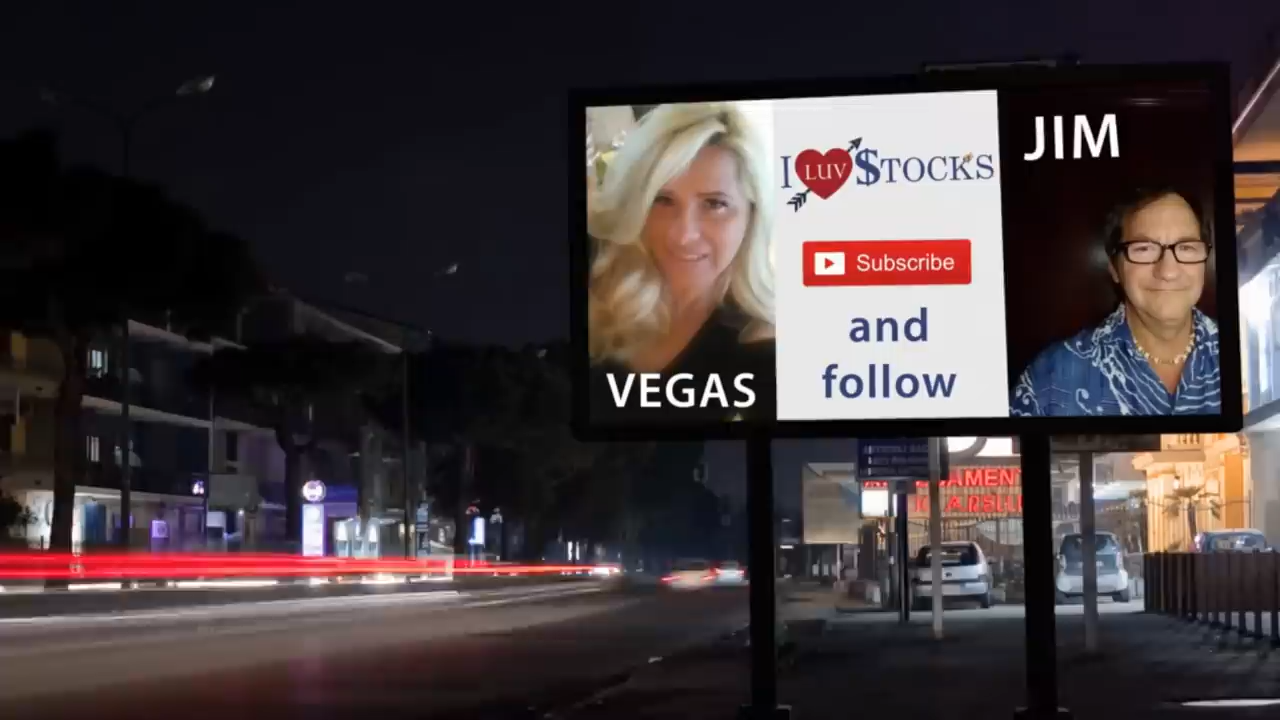 VEGAS
I LUV $TOCKS
Subscribe
and
follow
JIM